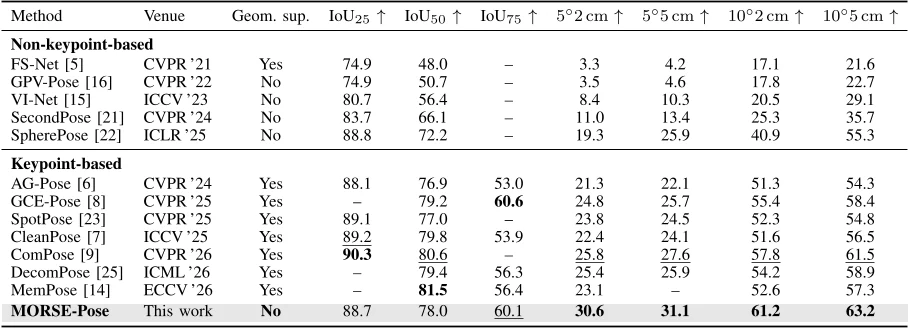 Method Venue Geom. sup. IoU25 ↑ IoU50 ↑ IoU75 ↑ 5°2 cm ↑ 5°5 cm ↑ 10°2 cm ↑ 10°5 cm ↑
Non-keypoint-based
FS-Net [5] CVPR '21 Yes 74.9 48.0 – 3.3 4.2 17.1 21.6
GPV-Pose [16] CVPR '22 No 74.9 50.7 – 3.5 4.6 17.8 22.7
VI-Net [15] ICCV '23 No 80.7 56.4 – 8.4 10.3 20.5 29.1
SecondPose [21] CVPR '24 No 83.7 66.1 – 11.0 13.4 25.3 35.7
SpherePose [22] ICLR '25 No 88.8 72.2 – 19.3 25.9 40.9 55.3
Keypoint-based
AG-Pose [6] CVPR '24 Yes 88.1 76.9 53.0 21.3 22.1 51.3 54.3
GCE-Pose [8] CVPR '25 Yes – 79.2 60.6 24.8 25.7 55.4 58.4
SpotPose [23] CVPR '25 Yes 89.1 77.0 – 23.8 24.5 52.3 54.8
CleanPose [7] ICCV '25 Yes 89.2 79.8 53.9 22.4 24.1 51.6 56.5
ComPose [9] CVPR '26 Yes 90.3 80.6 – 25.8 27.6 57.8 61.5
DecomPose [25] ICML '26 Yes – 79.4 56.3 25.4 25.9 54.2 58.9
MemPose [14] ECCV '26 Yes – 81.5 56.4 23.1 – 52.6 57.3
MORSE-Pose This work No 88.7 78.0 60.1 30.6 31.1 61.2 63.2